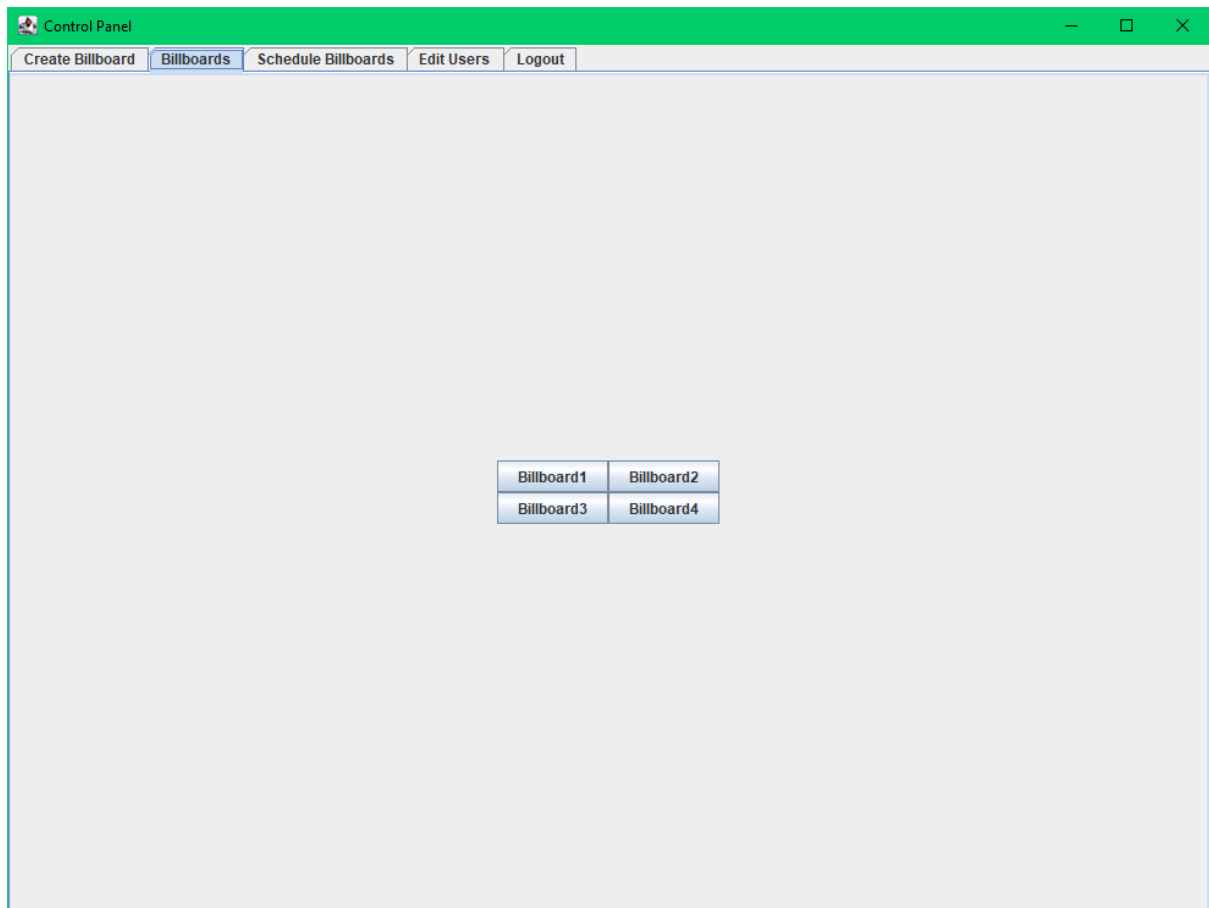 Control Panel
Create Billboard Billboards Schedule Billboards Edit Users Logout
Billboard1 Billboard2
Billboard3 Billboard4